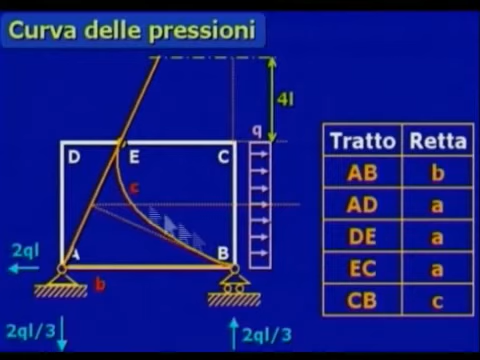 Curva delle pressioni
4l
q
D E C
c
2ql
A B
b
2ql/3
2ql/3
Tratto Retta
AB b
AD a
DE a
EC a
CB c